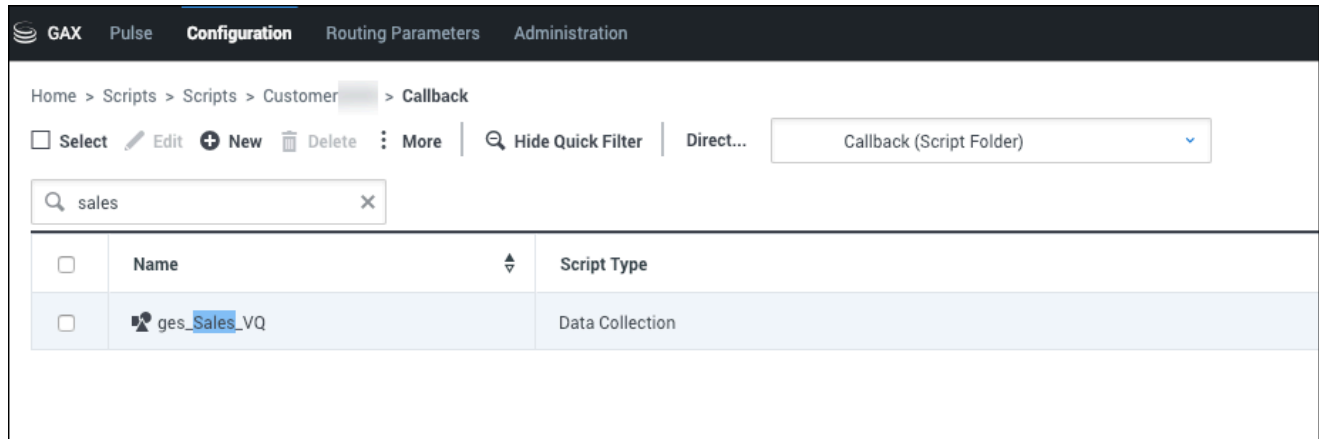 GAX Pulse Configuration Routing Parameters Administration
Home > Scripts > Scripts > Customer > Callback
Select Edit New Delete More Hide Quick Filter Direct... Callback (Script Folder)
sales
Name Script Type
ges_Sales_VQ Data Collection